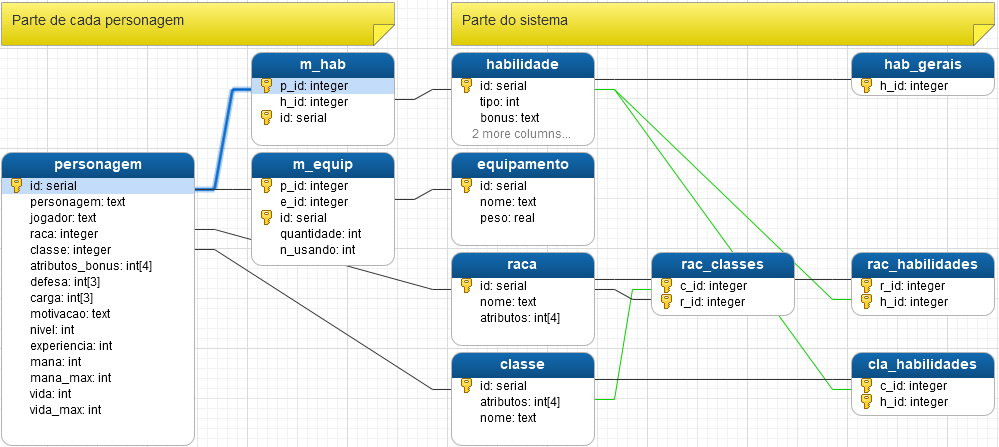 Parte de cada personagem
Parte do sistema
m_hab
p_id: integer
h_id: integer
id: serial
habilidade
id: serial
tipo: int
bonus: text
2 more columns...
hab_gerais
h_id: integer
personagem
id: serial
personagem: text
jogador: text
raca: integer
classe: integer
atributos_bonus: int[4]
defesa: int[3]
carga: int[3]
motivacao: text
nivel: int
experiencia: int
mana: int
mana_max: int
vida: int
vida_max: int
m_equip
p_id: integer
e_id: integer
id: serial
quantidade: int
n_usando: int
equipamento
id: serial
nome: text
peso: real
raca
id: serial
nome: text
atributos: int[4]
rac_classes
c_id: integer
r_id: integer
rac_habilidades
r_id: integer
h_id: integer
classe
id: serial
atributos: int[4]
nome: text
cla_habilidades
c_id: integer
h_id: integer